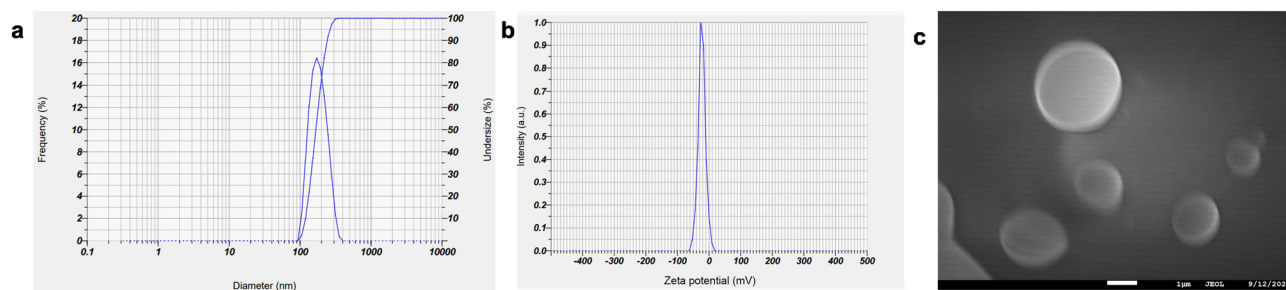 a
20
18
16
14
12
10
8
6
4
2
0
Frequency (%)
100
90
80
70
60
50
40
30
20
10
Undersize (%)
0.1 1 10 100 1000 10000
Diameter (nm)
b
1.0
0.9
0.8
0.7
0.6
0.5
0.4
0.3
0.2
0.1
0.0
Intensity (a.u.)
-400 -300 -200 -100 0 100 200 300 400 500
Zeta potential (mV)
c
1µm JEOL